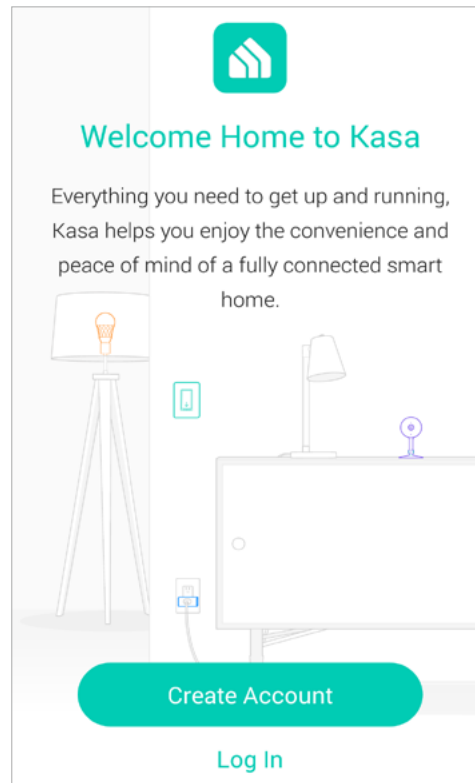 Welcome Home to Kasa
Everything you need to get up and running,
Kasa helps you enjoy the convenience and
peace of mind of a fully connected smart
home.
Create Account
Log In